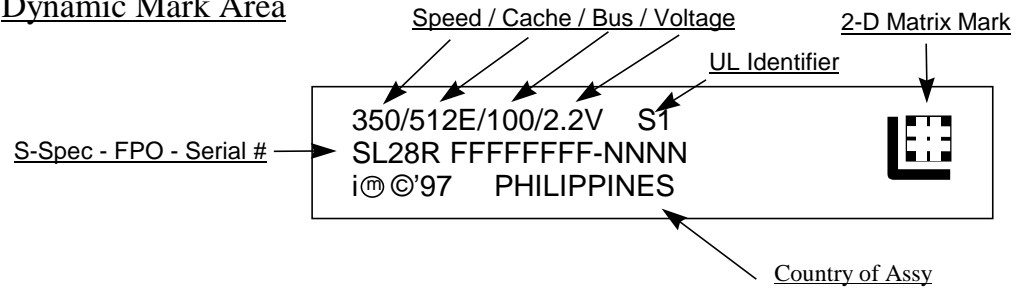 Dynamic Mark Area
Speed / Cache / Bus / Voltage
2-D Matrix Mark
UL Identifier
350/512E/100/2.2V S1
S-Spec - FPO - Serial #
SL28R FFFFFFFF-NNNN
iⓜ©'97 PHILIPPINES
Country of Assy